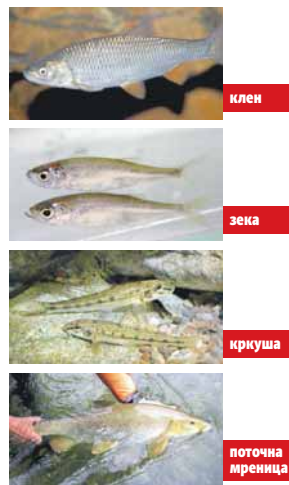 клен
зека
кркуша
поточна
мреница